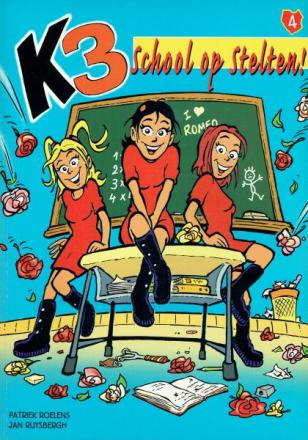 K3
School op Stelten!
4
I ♥
ROMEO
1
2×
3×
4×
PATRIEK ROELENS
JAN RUYSBERGH